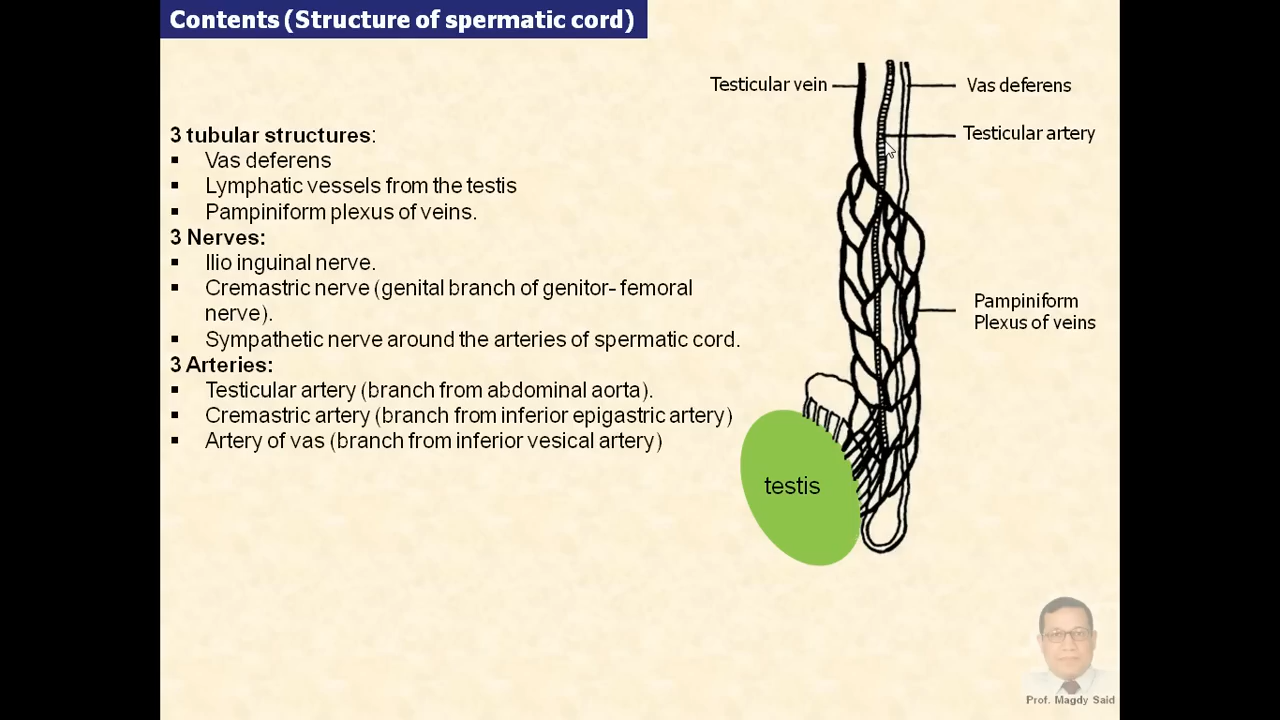 Contents (Structure of spermatic cord)
3 tubular structures:
▪ Vas deferens
▪ Lymphatic vessels from the testis
▪ Pampiniform plexus of veins.
3 Nerves:
▪ Ilio inguinal nerve.
▪ Cremastric nerve (genital branch of genitor- femoral
nerve).
▪ Sympathetic nerve around the arteries of spermatic cord.
3 Arteries:
▪ Testicular artery (branch from abdominal aorta).
▪ Cremastric artery (branch from inferior epigastric artery)
▪ Artery of vas (branch from inferior vesical artery)
Testicular vein
Vas deferens
Testicular artery
Pampiniform
Plexus of veins
testis
Prof. Magdy Said